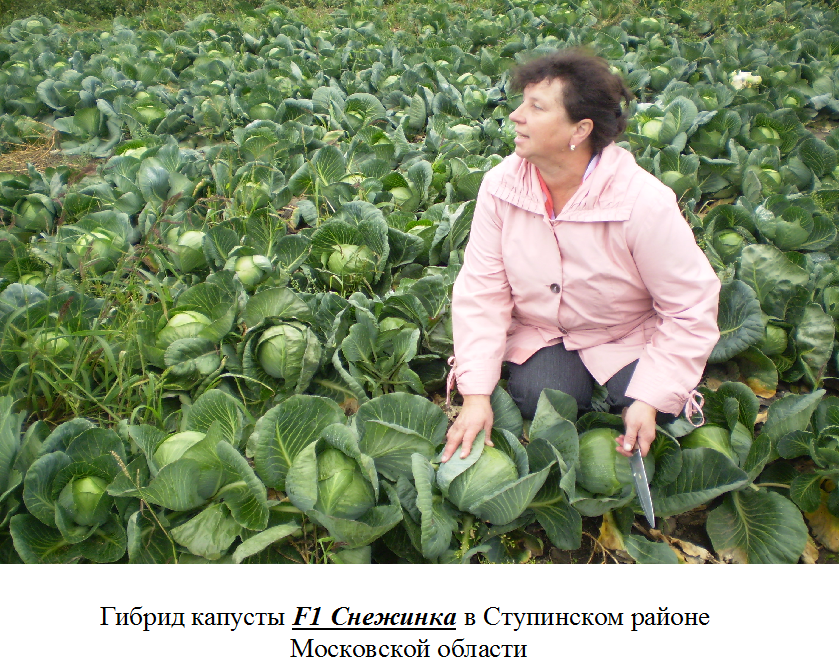 Гибрид капусты F1 Снежинка в Ступинском районе
Московской области